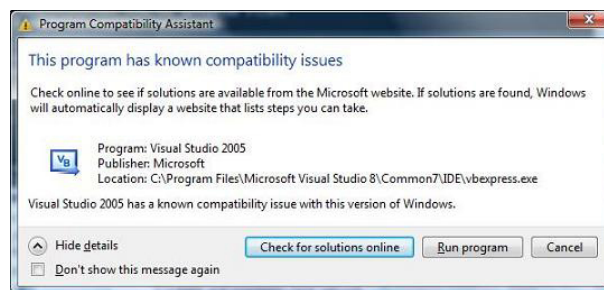 Program Compatibility Assistant
This program has known compatibility issues
Check online to see if solutions are available from the Microsoft website. If solutions are found, Windows
will automatically display a website that lists steps you can take.
VB
Program: Visual Studio 2005
Publisher: Microsoft
Location: C:\Program Files\Microsoft Visual Studio 8\Common7\IDE\vbexpress.exe
Visual Studio 2005 has a known compatibility issue with this version of Windows.
Hide details
Check for solutions online
Run program
Cancel
Don't show this message again